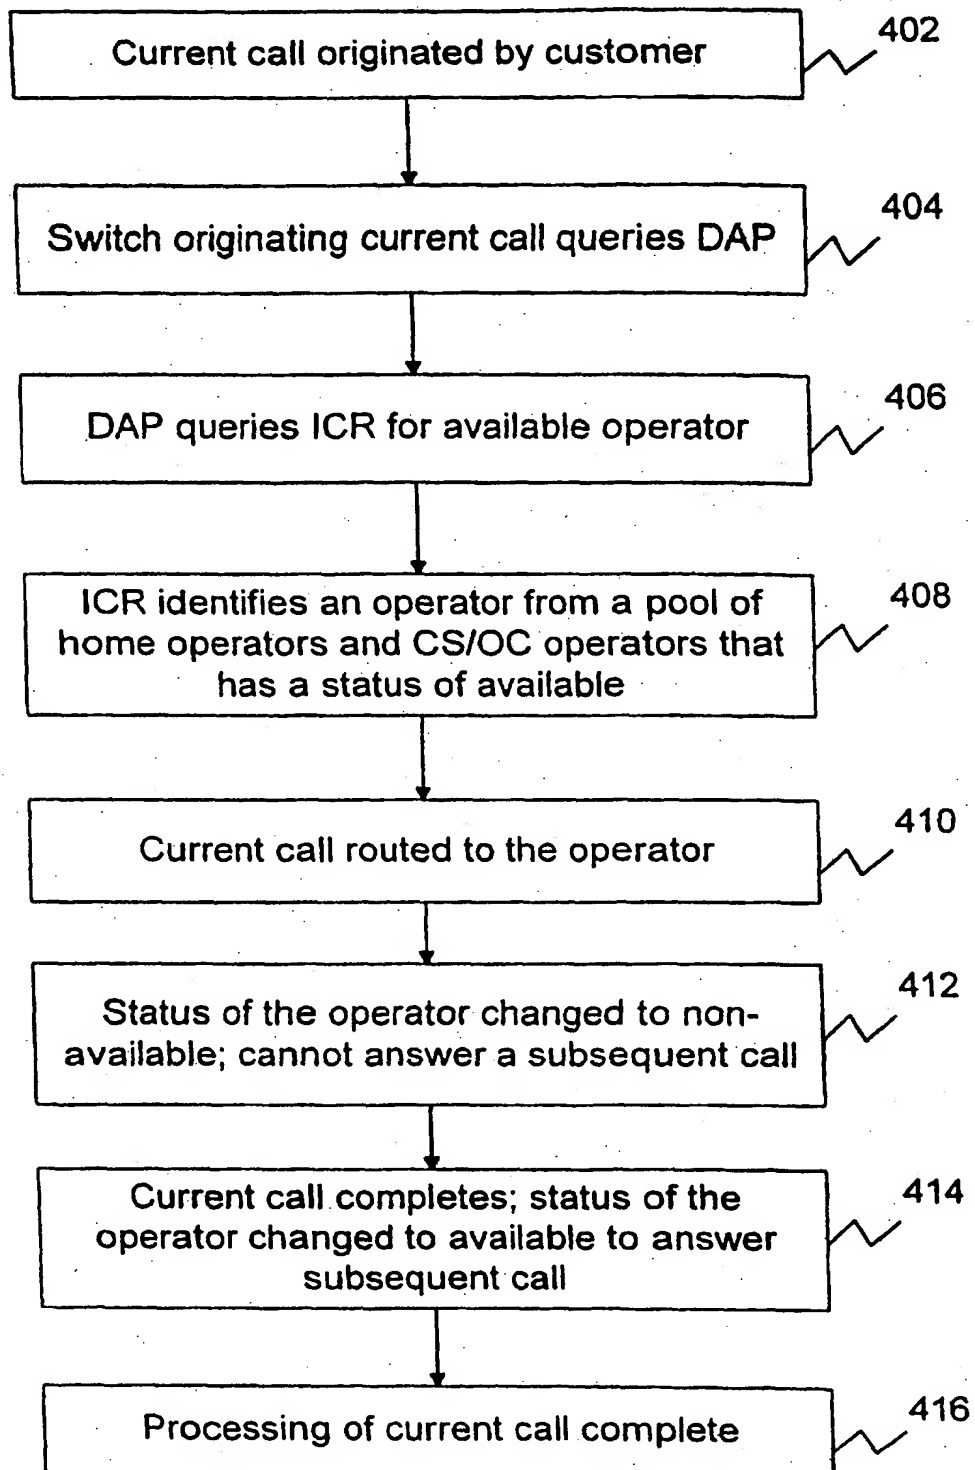 Current call originated by customer
402
Switch originating current call queries DAP
404
DAP queries ICR for available operator
406
ICR identifies an operator from a pool of
home operators and CS/OC operators that
has a status of available
408
Current call routed to the operator
410
Status of the operator changed to non-
available; cannot answer a subsequent call
412
Current call completes; status of the
operator changed to available to answer
subsequent call
414
Processing of current call complete
416